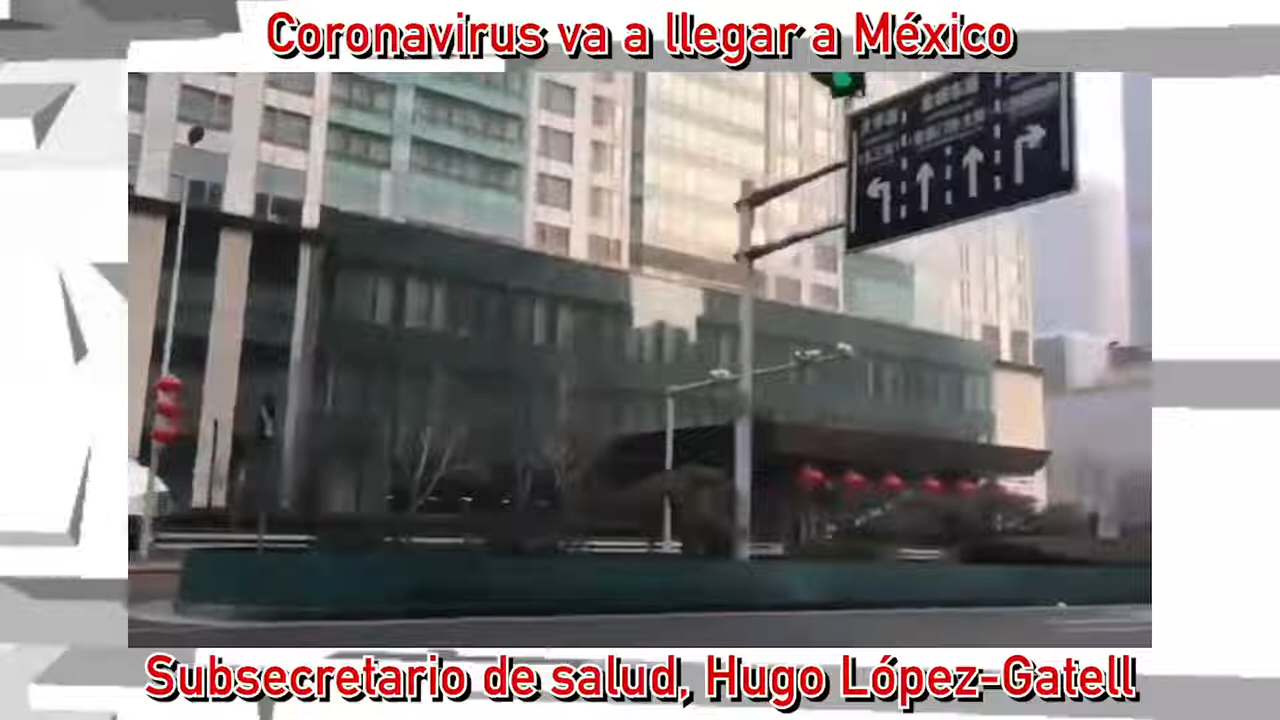 Coronavirus va a llegar a México
Subsecretario de salud, Hugo López-Gatell